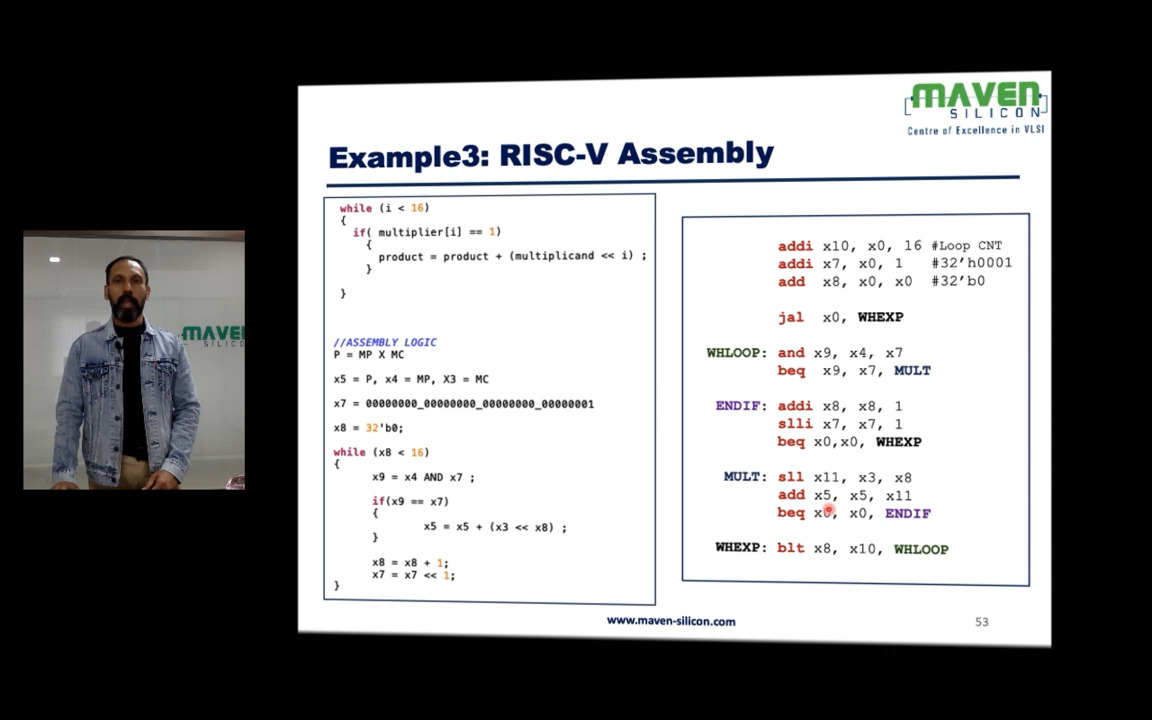 MAVEN
SILICON
Centre of Excellence in VLSI
Example3: RISC-V Assembly
while (i < 16)
{
if( multiplier[i] == 1)
{
product = product + (multiplicand << i) ;
}
}
//ASSEMBLY LOGIC
P = MP X MC
x5 = P, x4 = MP, X3 = MC
x7 = 00000000_00000000_00000000_00000001
x8 = 32'b0;
while (x8 < 16)
{
x9 = x4 AND x7 ;
if(x9 == x7)
{
x5 = x5 + (x3 << x8) ;
}
x8 = x8 + 1;
x7 = x7 << 1;
}
addi x10, x0, 16 #Loop CNT
addi x7, x0, 1 #32'h0001
add x8, x0, x0 #32'b0
jal x0, WHEXP
WHLOOP: and x9, x4, x7
beq x9, x7, MULT
ENDIF: addi x8, x8, 1
slli x7, x7, 1
beq x0,x0, WHEXP
MULT: sll x11, x3, x8
add x5, x5, x11
beq x0, x0, ENDIF
WHEXP: blt x8, x10, WHLOOP
www.maven-silicon.com
53
MAVEN
SILICON